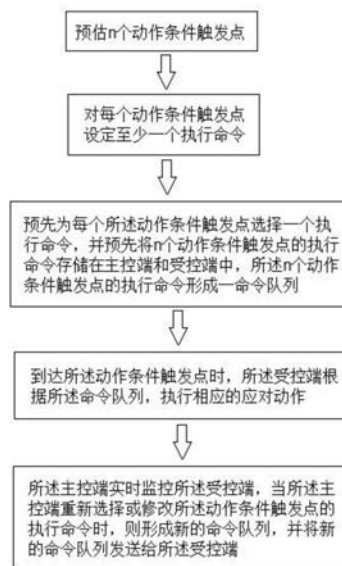 预估n个动作条件触发点
对每个动作条件触发点
设定至少一个执行命令
预先为每个所述动作条件触发点选择一个执
行命令，并预先将n个动作条件触发点的执行
命令存储在主控端和受控端中，所述n个动作
条件触发点的执行命令形成一命令队列
到达所述动作条件触发点时，所述受控端根
据所述命令队列，执行相应的应对动作
所述主控端实时监控所述受控端，当所述主
控端重新选择或修改所述动作条件触发点的
执行命令时，则形成新的命令队列，并将新
的命令队列发送给所述受控端